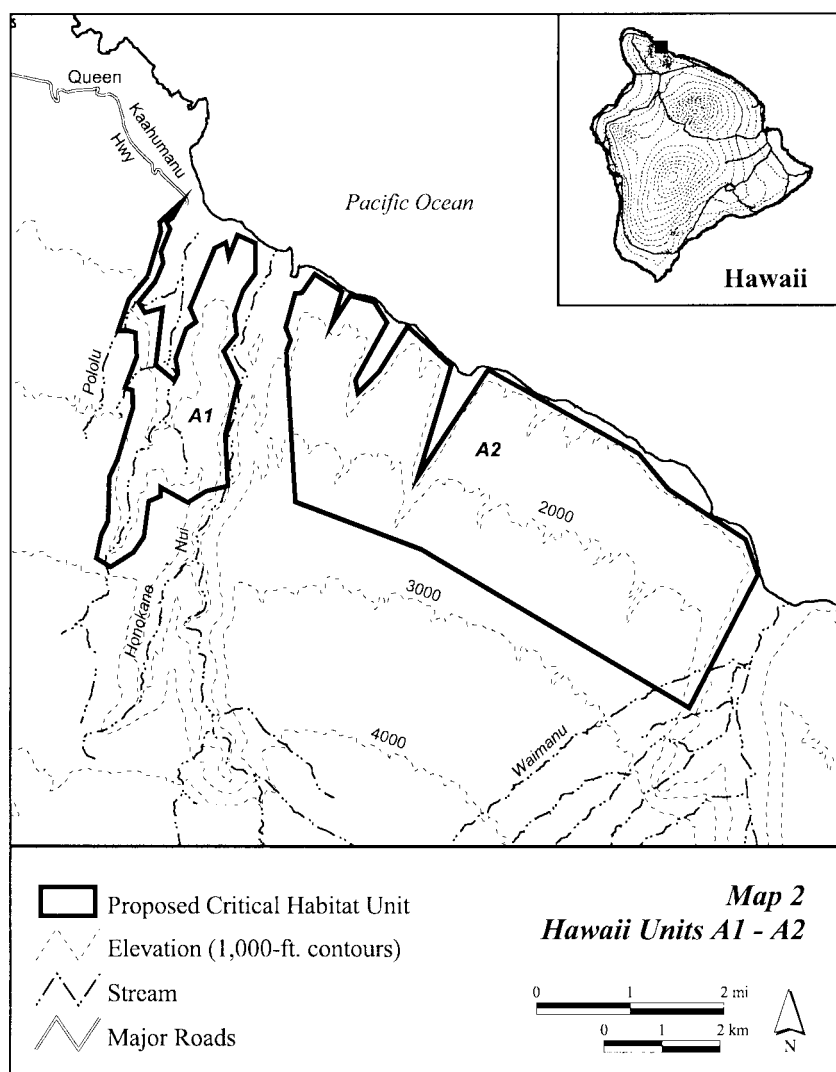 Queen
Kaahumanu
Hwy
Pacific Ocean
Hawaii
Pololu
A1
A2
2000
Nui
3000
Honokane
4000
Waimanu
Proposed Critical Habitat Unit
Elevation (1,000-ft. contours)
Stream
Major Roads
Map 2
Hawaii Units A1 - A2
0 1 2 mi
0 1 2 km
N